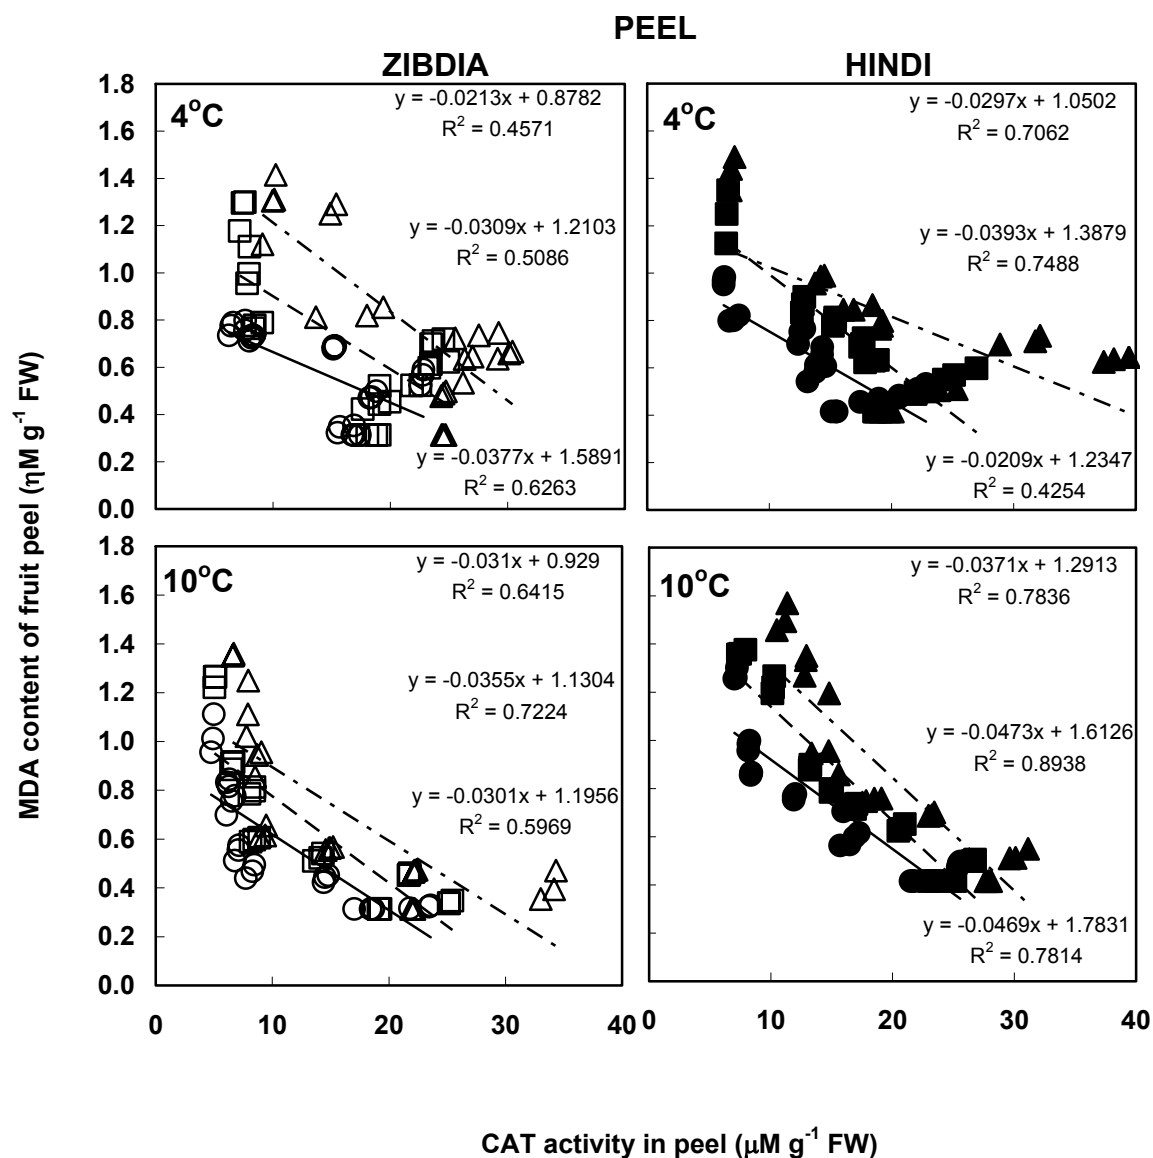 PEEL
ZIBDIA
HINDI
MDA content of fruit peel (ηM g⁻¹ FW)
1.8
1.6
1.4
1.2
1.0
0.8
0.6
0.4
0.2
0.0
4°C
y = -0.0213x + 0.8782
R² = 0.4571
y = -0.0309x + 1.2103
R² = 0.5086
y = -0.0377x + 1.5891
R² = 0.6263
4°C
y = -0.0297x + 1.0502
R² = 0.7062
y = -0.0393x + 1.3879
R² = 0.7488
y = -0.0209x + 1.2347
R² = 0.4254
1.8
1.6
1.4
1.2
1.0
0.8
0.6
0.4
0.2
0.0
10°C
y = -0.031x + 0.929
R² = 0.6415
y = -0.0355x + 1.1304
R² = 0.7224
y = -0.0301x + 1.1956
R² = 0.5969
10°C
y = -0.0371x + 1.2913
R² = 0.7836
y = -0.0473x + 1.6126
R² = 0.8938
y = -0.0469x + 1.7831
R² = 0.7814
0 10 20 30 40
0 10 20 30 40
CAT activity in peel (µM g⁻¹ FW)